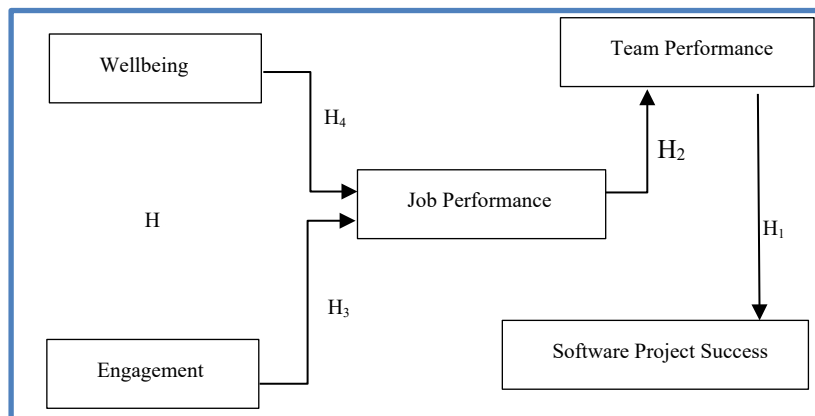 Team Performance
Wellbeing
H₄
H₂
Job Performance
H
H₁
H₃
Software Project Success
Engagement